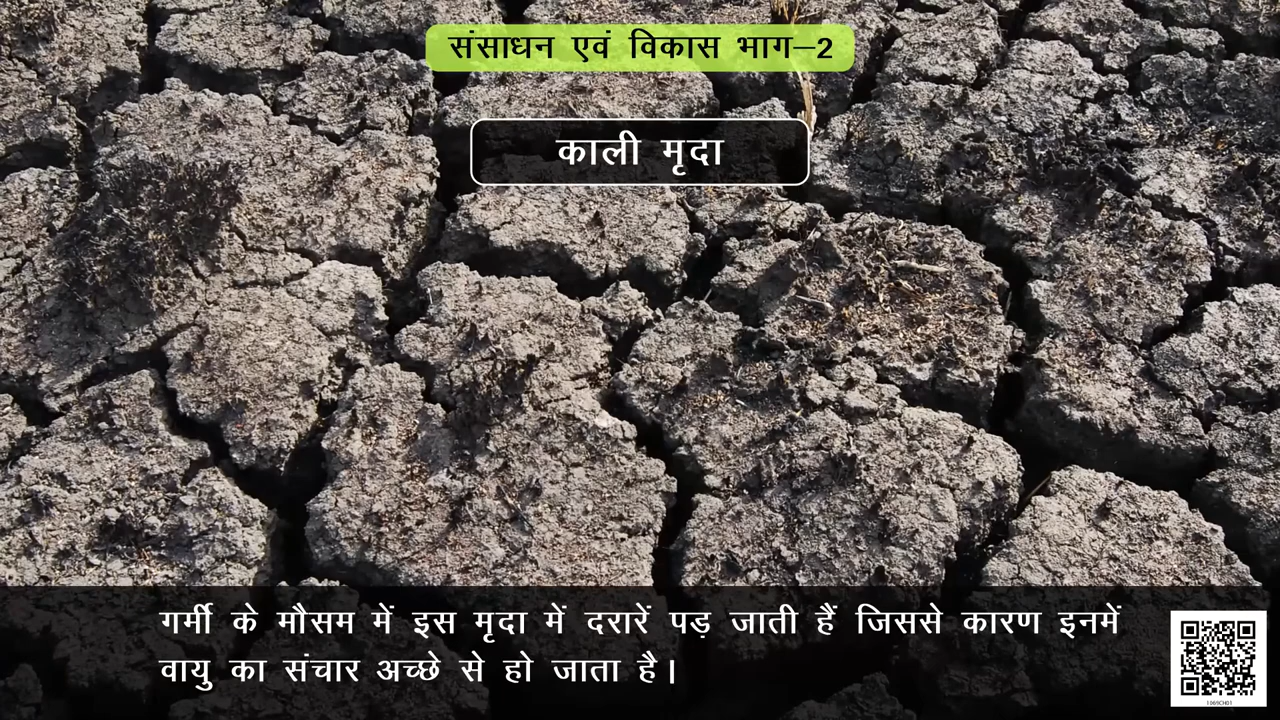 संसाधन एवं विकास भाग–2
काली मृदा
गर्मी के मौसम में इस मृदा में दरारें पड़ जाती हैं जिससे कारण इनमें
वायु का संचार अच्छे से हो जाता है।